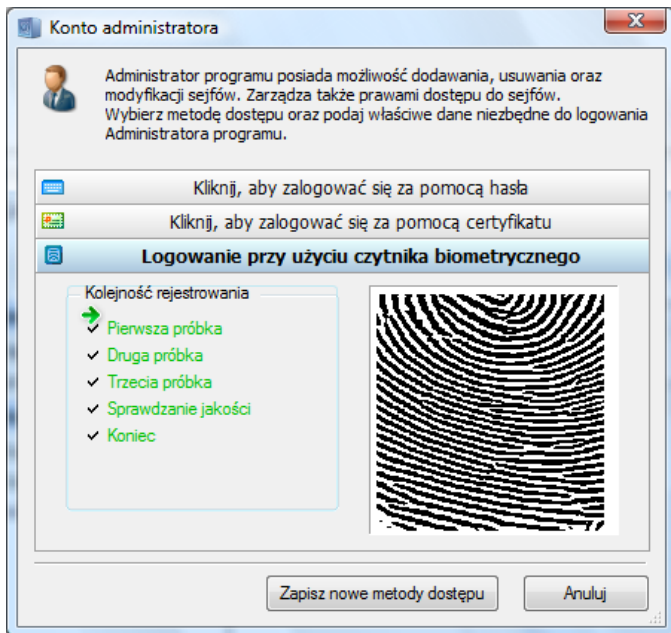 Konto administratora
Administrator programu posiada możliwość dodawania, usuwania oraz
modyfikacji sejfów. Zarządza także prawami dostępu do sejfów.
Wybierz metodę dostępu oraz podaj właściwe dane niezbędne do logowania
Administratora programu.
Kliknij, aby zalogować się za pomocą hasła
Kliknij, aby zalogować się za pomocą certyfikatu
Logowanie przy użyciu czytnika biometrycznego
Kolejność rejestrowania
Pierwsza próbka
Druga próbka
Trzecia próbka
Sprawdzanie jakości
Koniec
Zapisz nowe metody dostępu
Anuluj